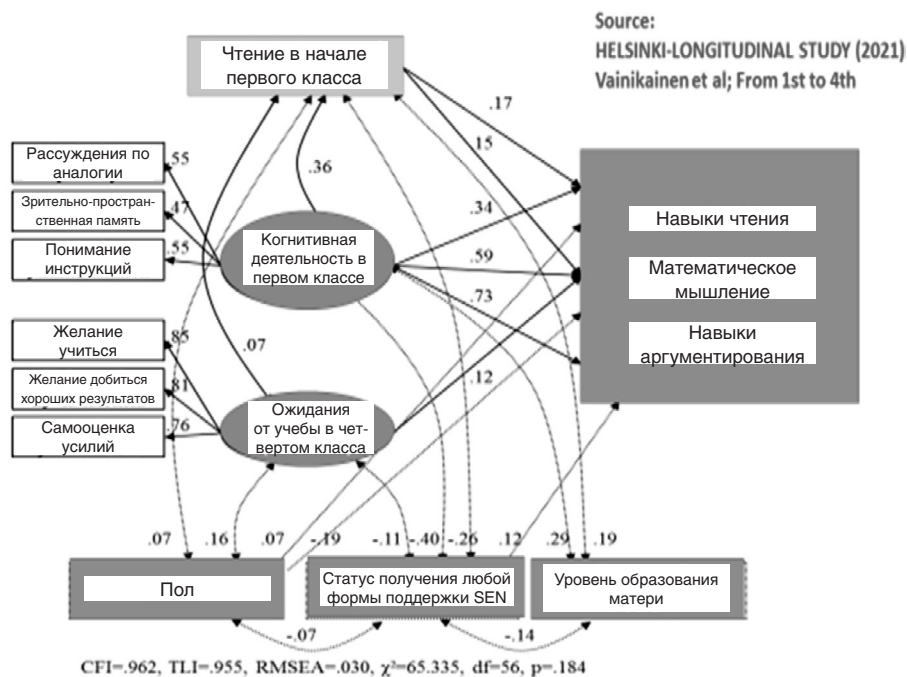 Source:
HELSINKI-LONGITUDINAL STUDY (2021)
Vainikainen et al; From 1st to 4th
Чтение в начале
первого класса
.17
.15
Рассуждения по
аналогии
.55
.36
Зрительно-простран-
ственная память
.47
.34
Навыки чтения
Понимание
инструкций
.55
Когнитивная
деятельность в
первом классе
.59
Математическое
мышление
.73
Навыки
аргументирования
Желание
учиться
.85
.07
Желание добиться
хороших результатов
.81
.12
Самооценка
усилий
.76
Ожидания
от учебы в чет-
вертом класса
.07 .16 .07 -.19 -.11 -.40 -.26 .12 .29 .19
Пол
Статус получения любой
формы поддержки SEN
Уровень образования
матери
-.07 -.14
CFI=.962, TLI=.955, RMSEA=.030, χ²=65.335, df=56, p=.184